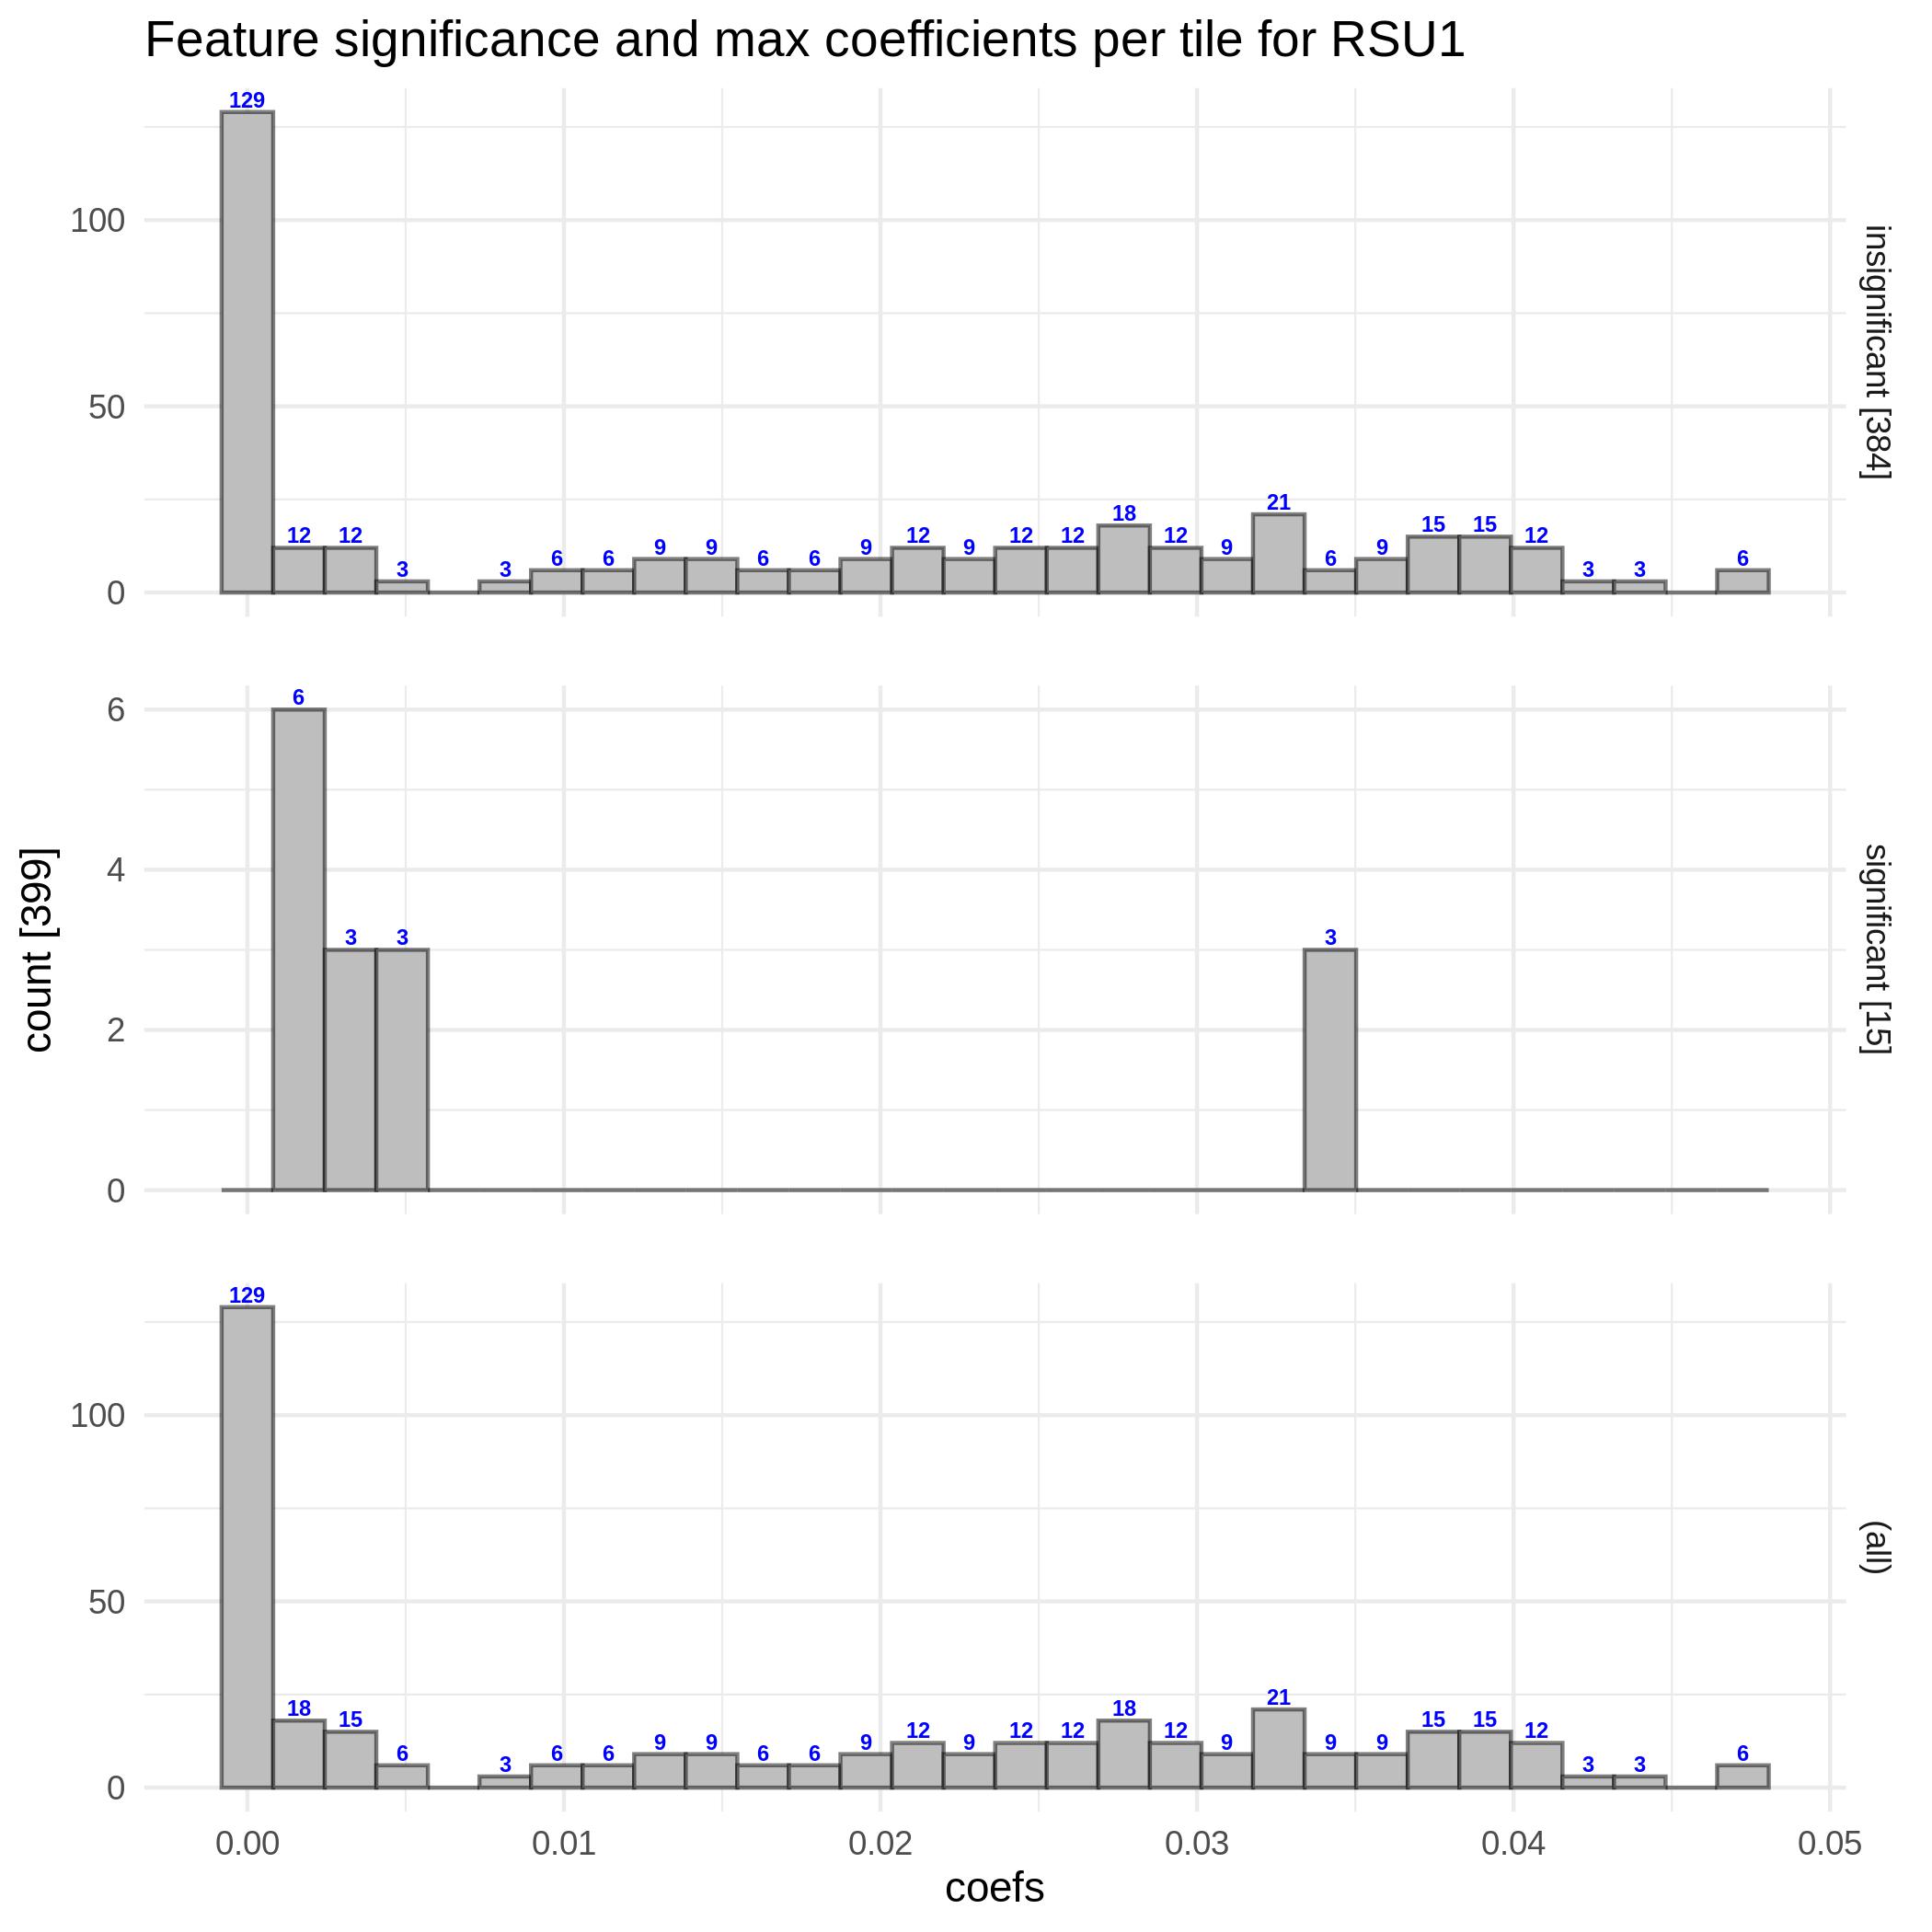 Feature significance and max coefficients per tile for RSU1
129
12 12 3 3 6 6 9 9 6 6 9 12 9 12 12 18 12 9 21 6 9 15 15 12 3 3 6
100
50
0
insignificant [384]
6
3 3 3
6
4
2
0
significant [15]
count [399]
129
18 15 6 3 6 6 9 9 6 6 9 12 9 12 12 18 12 9 21 9 9 15 15 12 3 3 6
100
50
0
(all)
0.00 0.01 0.02 0.03 0.04 0.05
coefs